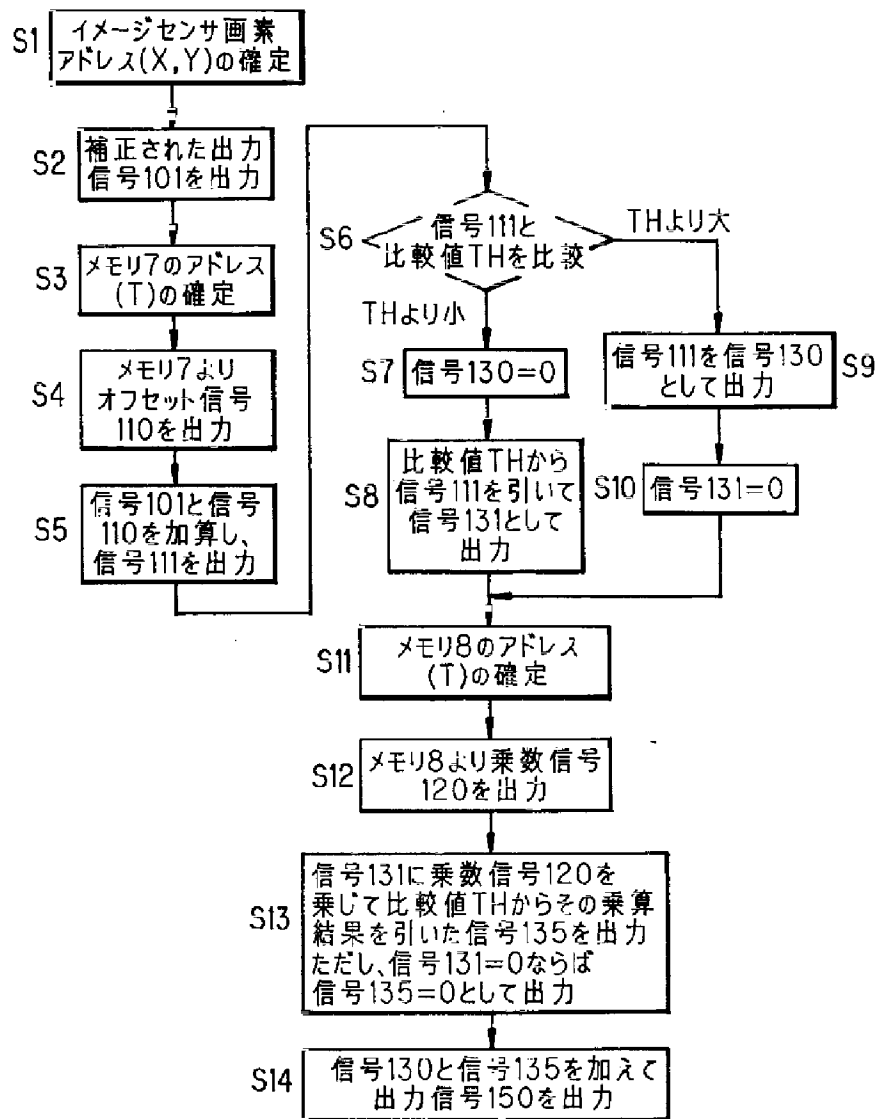 S1
イメージセンサ画素
アドレス(X,Y)の確定
S2
補正された出力
信号101を出力
S3
メモリ7のアドレス
(T)の確定
S4
メモリ7より
オフセット信号
110を出力
S5
信号101と信号
110を加算し、
信号111を出力
S6
信号111と
比較値THを比較
THより大
THより小
S7
信号130=0
S8
比較値THから
信号111を引いて
信号131として
出力
S9
信号111を信号130
として出力
S10
信号131=0
S11
メモリ8のアドレス
(T)の確定
S12
メモリ8より乗数信号
120を出力
S13
信号131に乗数信号120を
乗じて比較値THからその乗算
結果を引いた信号135を出力
ただし、信号131=0ならば
信号135=0として出力
S14
信号130と信号135を加えて
出力信号150を出力